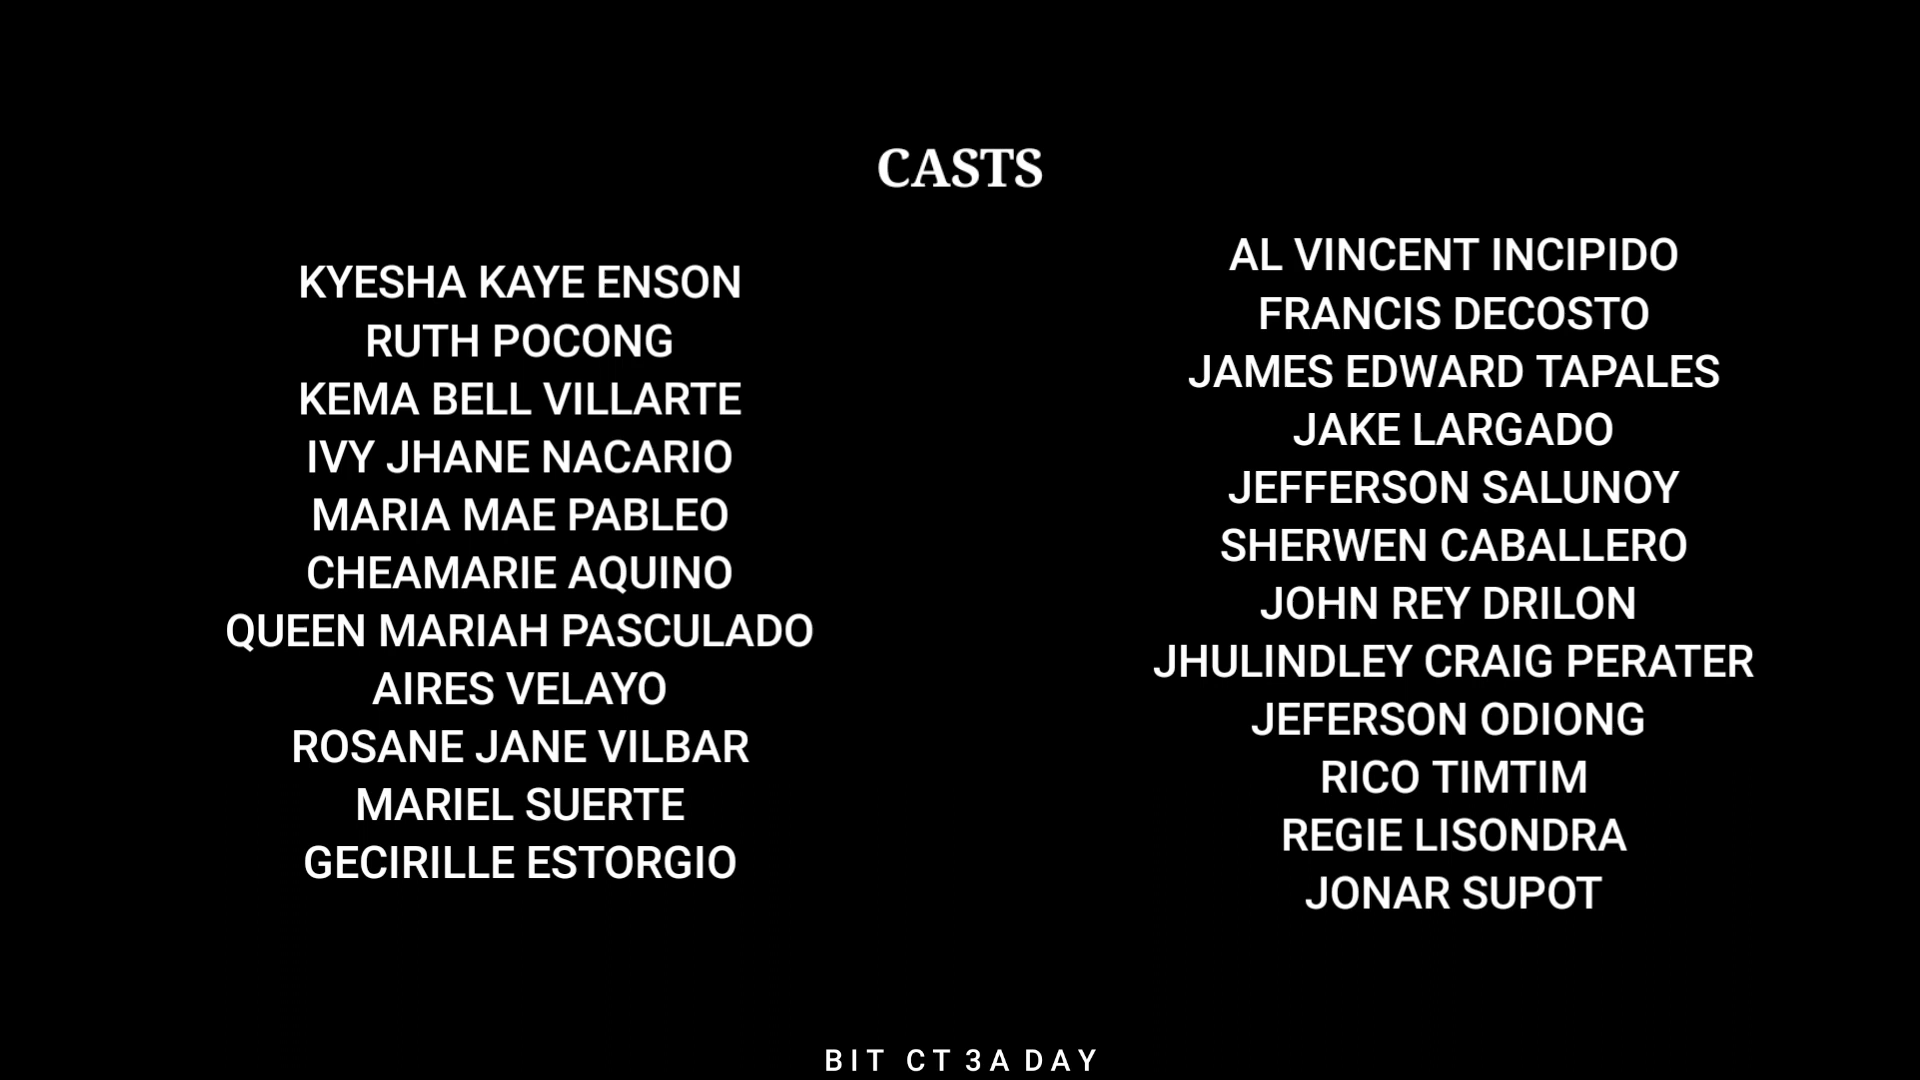 CASTS
KYESHA KAYE ENSON
RUTH POCONG
KEMA BELL VILLARTE
IVY JHANE NACARIO
MARIA MAE PABLEO
CHEAMARIE AQUINO
QUEEN MARIAH PASCULADO
AIRES VELAYO
ROSANE JANE VILBAR
MARIEL SUERTE
GECIRILLE ESTORGIO
AL VINCENT INCIPIDO
FRANCIS DECOSTO
JAMES EDWARD TAPALES
JAKE LARGADO
JEFFERSON SALUNOY
SHERWEN CABALLERO
JOHN REY DRILON
JHULINDLEY CRAIG PERATER
JEFERSON ODIONG
RICO TIMTIM
REGIE LISONDRA
JONAR SUPOT
BIT CT 3A DAY